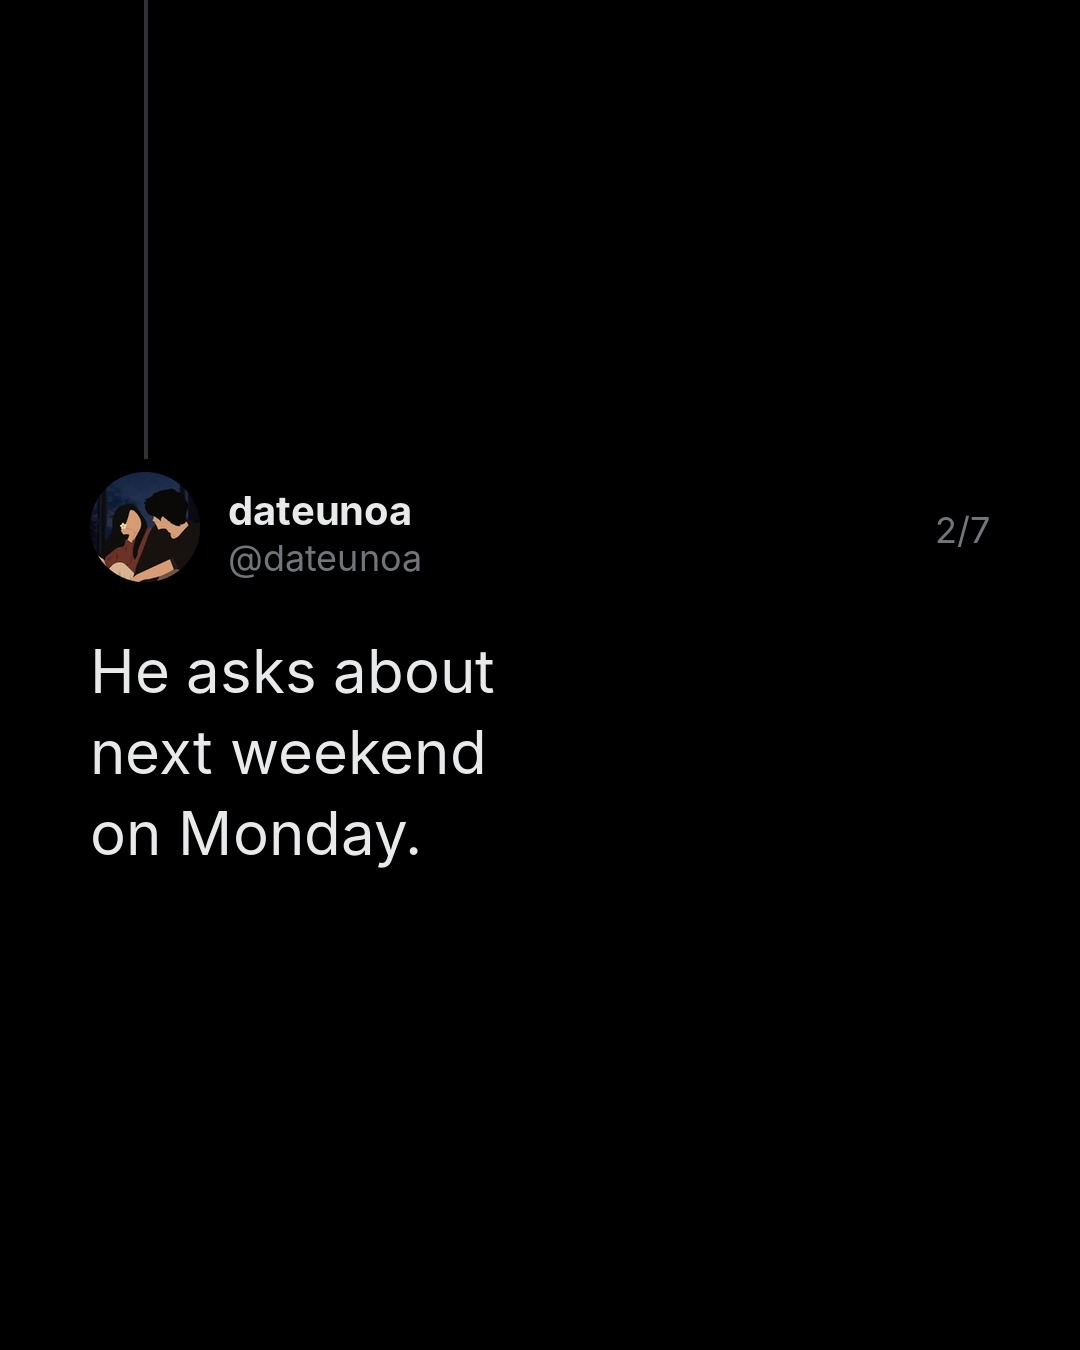 dateunoa
@dateunoa
2/7
He asks about
next weekend
on Monday.